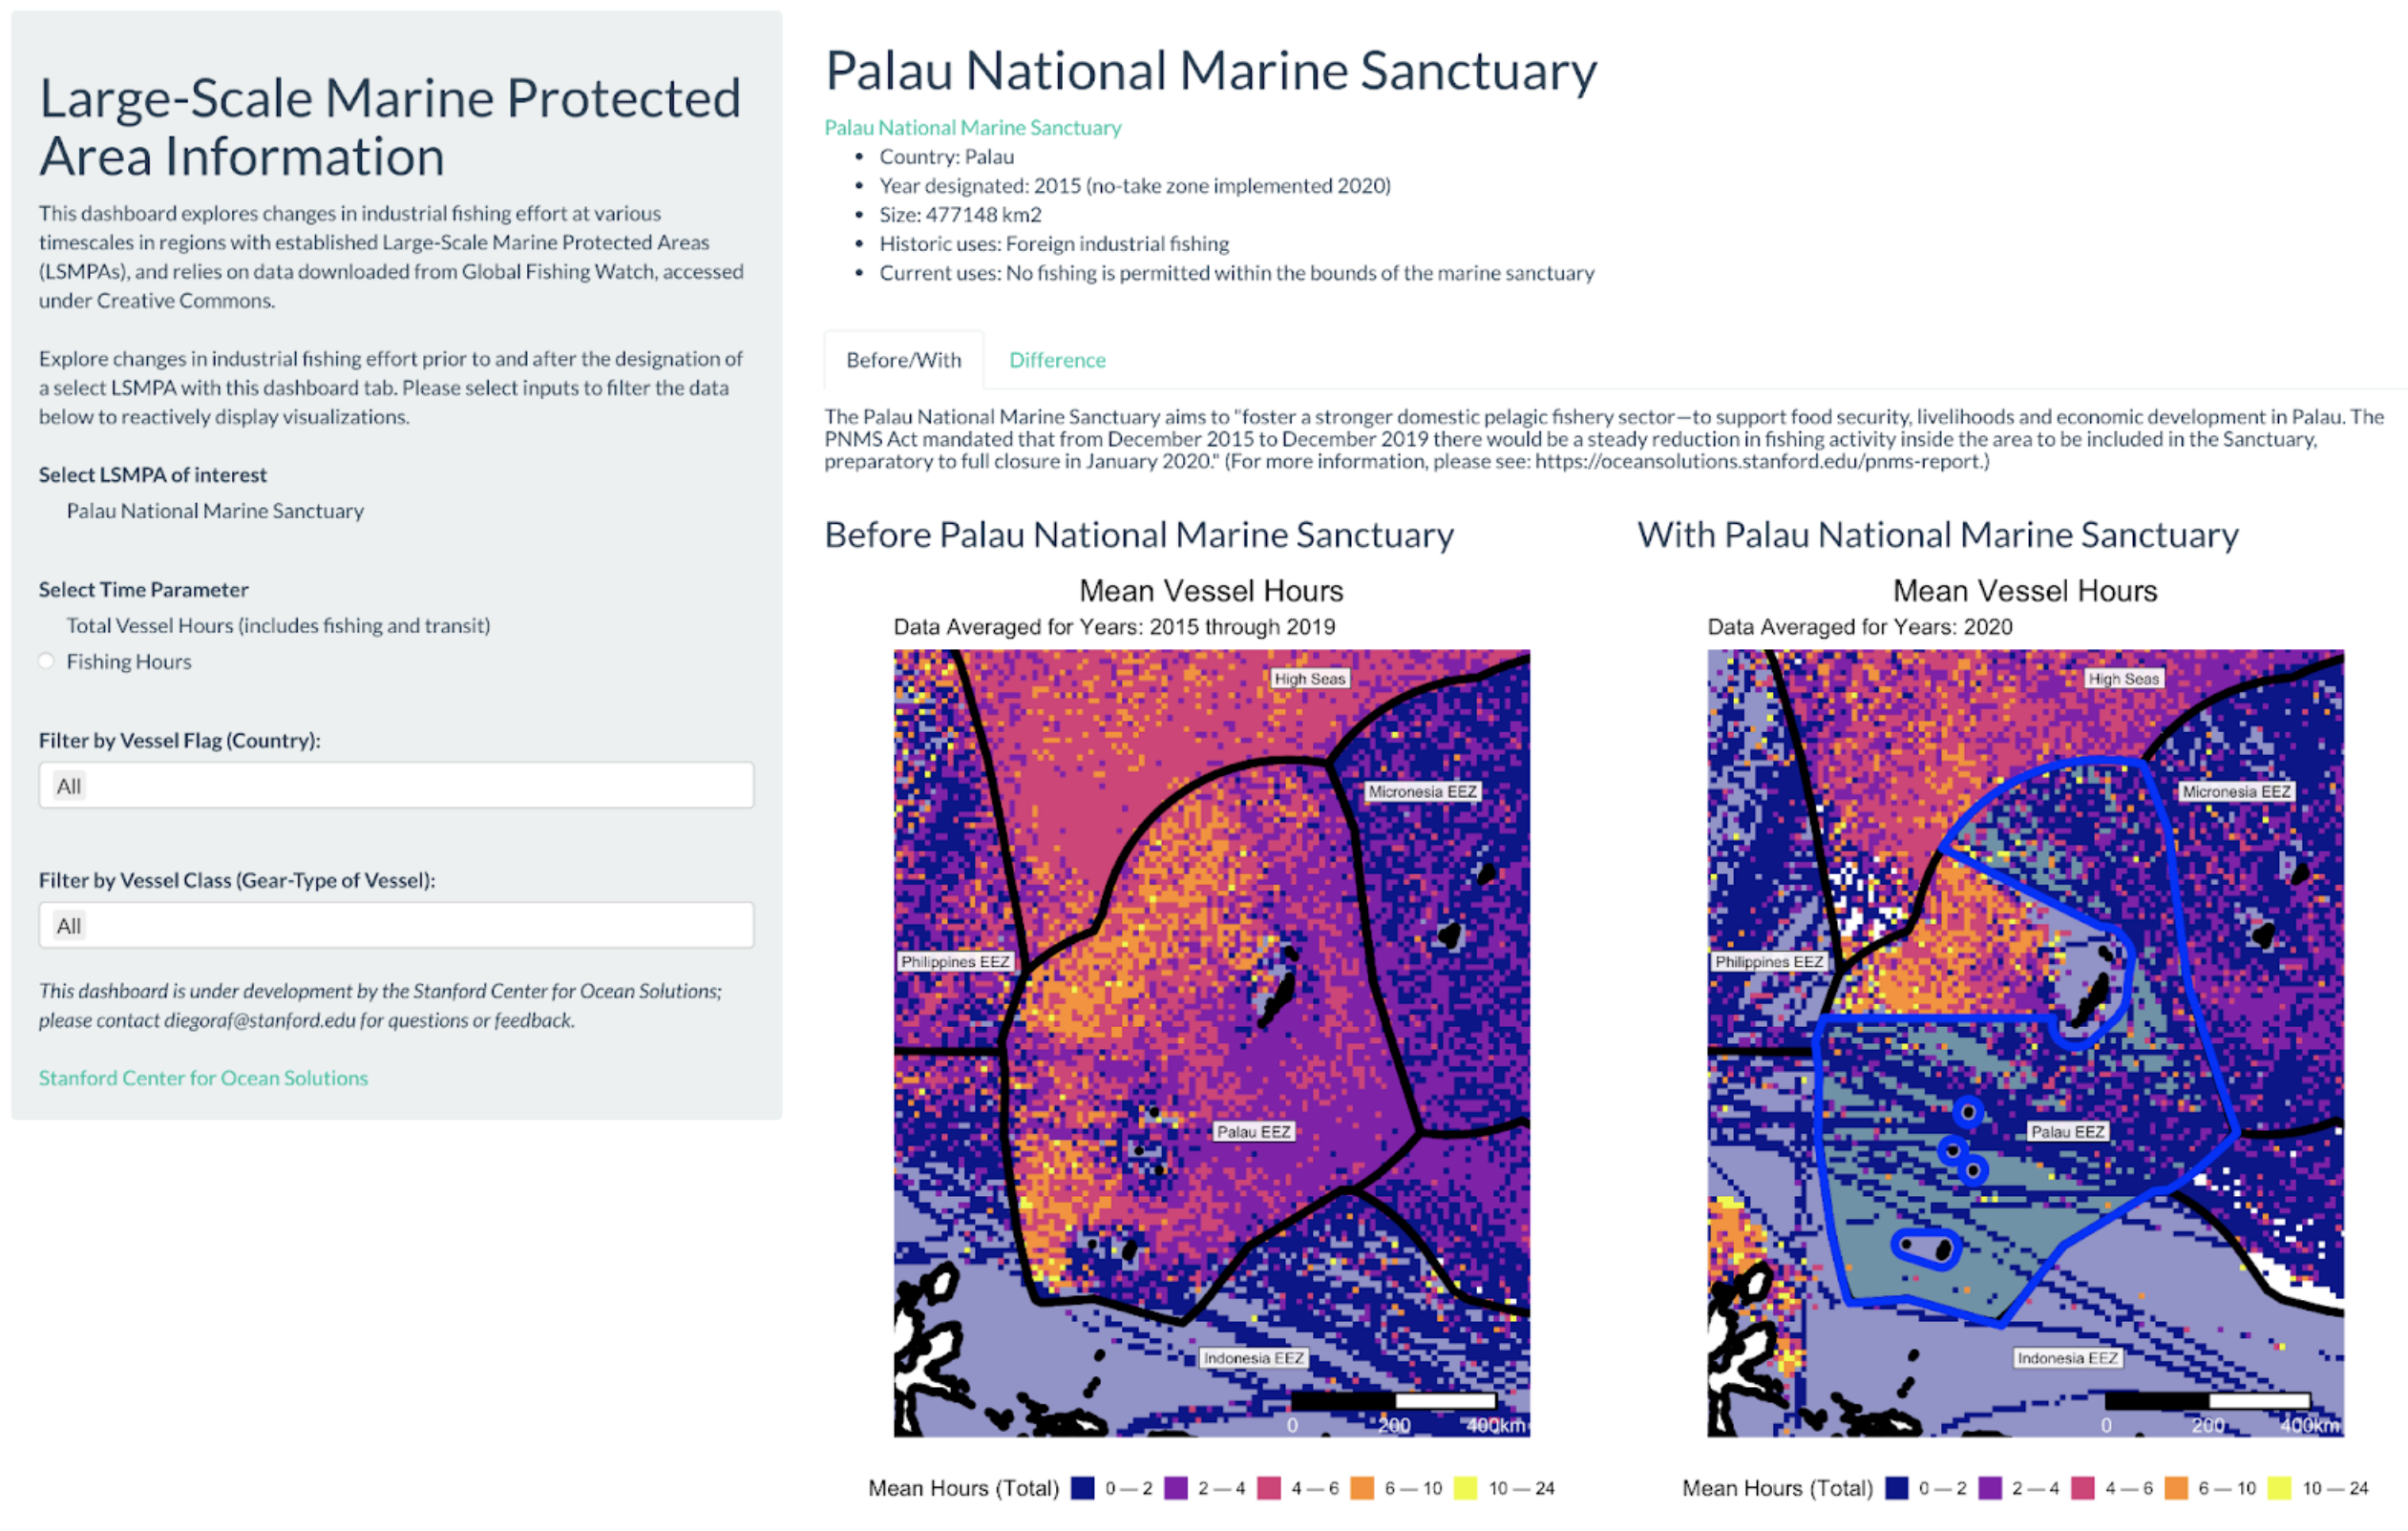 Large-Scale Marine Protected
Area Information
This dashboard explores changes in industrial fishing effort at various
timescales in regions with established Large-Scale Marine Protected Areas
(LSMPAs), and relies on data downloaded from Global Fishing Watch, accessed
under Creative Commons.
Explore changes in industrial fishing effort prior to and after the designation of
a select LSMPA with this dashboard tab. Please select inputs to filter the data
below to reactively display visualizations.
Select LSMPA of interest
Palau National Marine Sanctuary
Select Time Parameter
Total Vessel Hours (includes fishing and transit)
Fishing Hours
Filter by Vessel Flag (Country):
All
Filter by Vessel Class (Gear-Type of Vessel):
All
This dashboard is under development by the Stanford Center for Ocean Solutions;
please contact diegoraf@stanford.edu for questions or feedback.
Stanford Center for Ocean Solutions
Palau National Marine Sanctuary
Palau National Marine Sanctuary
• Country: Palau
• Year designated: 2015 (no-take zone implemented 2020)
• Size: 477148 km2
• Historic uses: Foreign industrial fishing
• Current uses: No fishing is permitted within the bounds of the marine sanctuary
Before/With
Difference
The Palau National Marine Sanctuary aims to "foster a stronger domestic pelagic fishery sector—to support food security, livelihoods and economic development in Palau. The
PNMS Act mandated that from December 2015 to December 2019 there would be a steady reduction in fishing activity inside the area to be included in the Sanctuary,
preparatory to full closure in January 2020." (For more information, please see: https://oceansolutions.stanford.edu/pnms-report.)
Before Palau National Marine Sanctuary
Mean Vessel Hours
Data Averaged for Years: 2015 through 2019
High Seas
Micronesia EEZ
Philippines EEZ
Palau EEZ
Indonesia EEZ
0 200 400km
Mean Hours (Total) 0 — 2 2 — 4 4 — 6 6 — 10 10 — 24
With Palau National Marine Sanctuary
Mean Vessel Hours
Data Averaged for Years: 2020
High Seas
Micronesia EEZ
Philippines EEZ
Palau EEZ
Indonesia EEZ
0 200 400km
Mean Hours (Total) 0 — 2 2 — 4 4 — 6 6 — 10 10 — 24